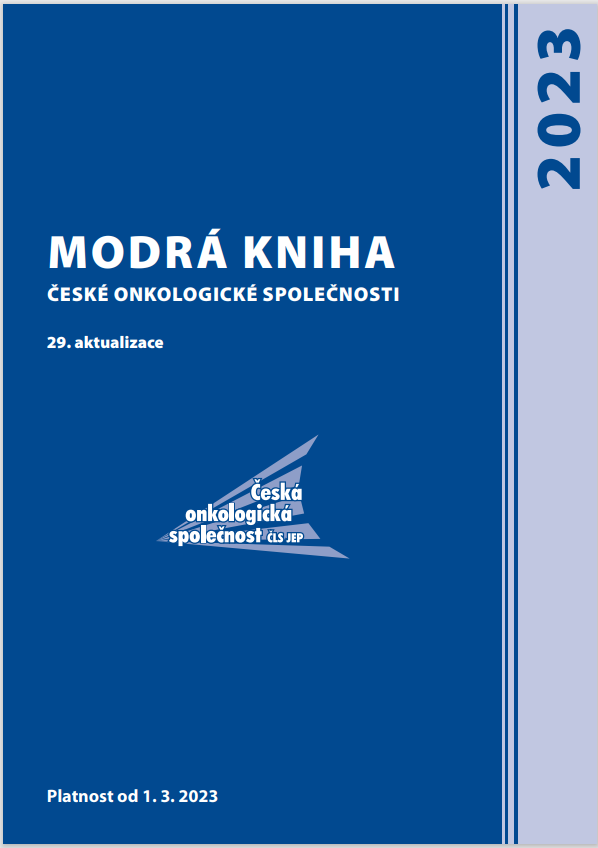 2023
MODRÁ KNIHA
ČESKÉ ONKOLOGICKÉ SPOLEČNOSTI
29. aktualizace
Česká
onkologická
společnost ČLS JEP
Platnost od 1. 3. 2023